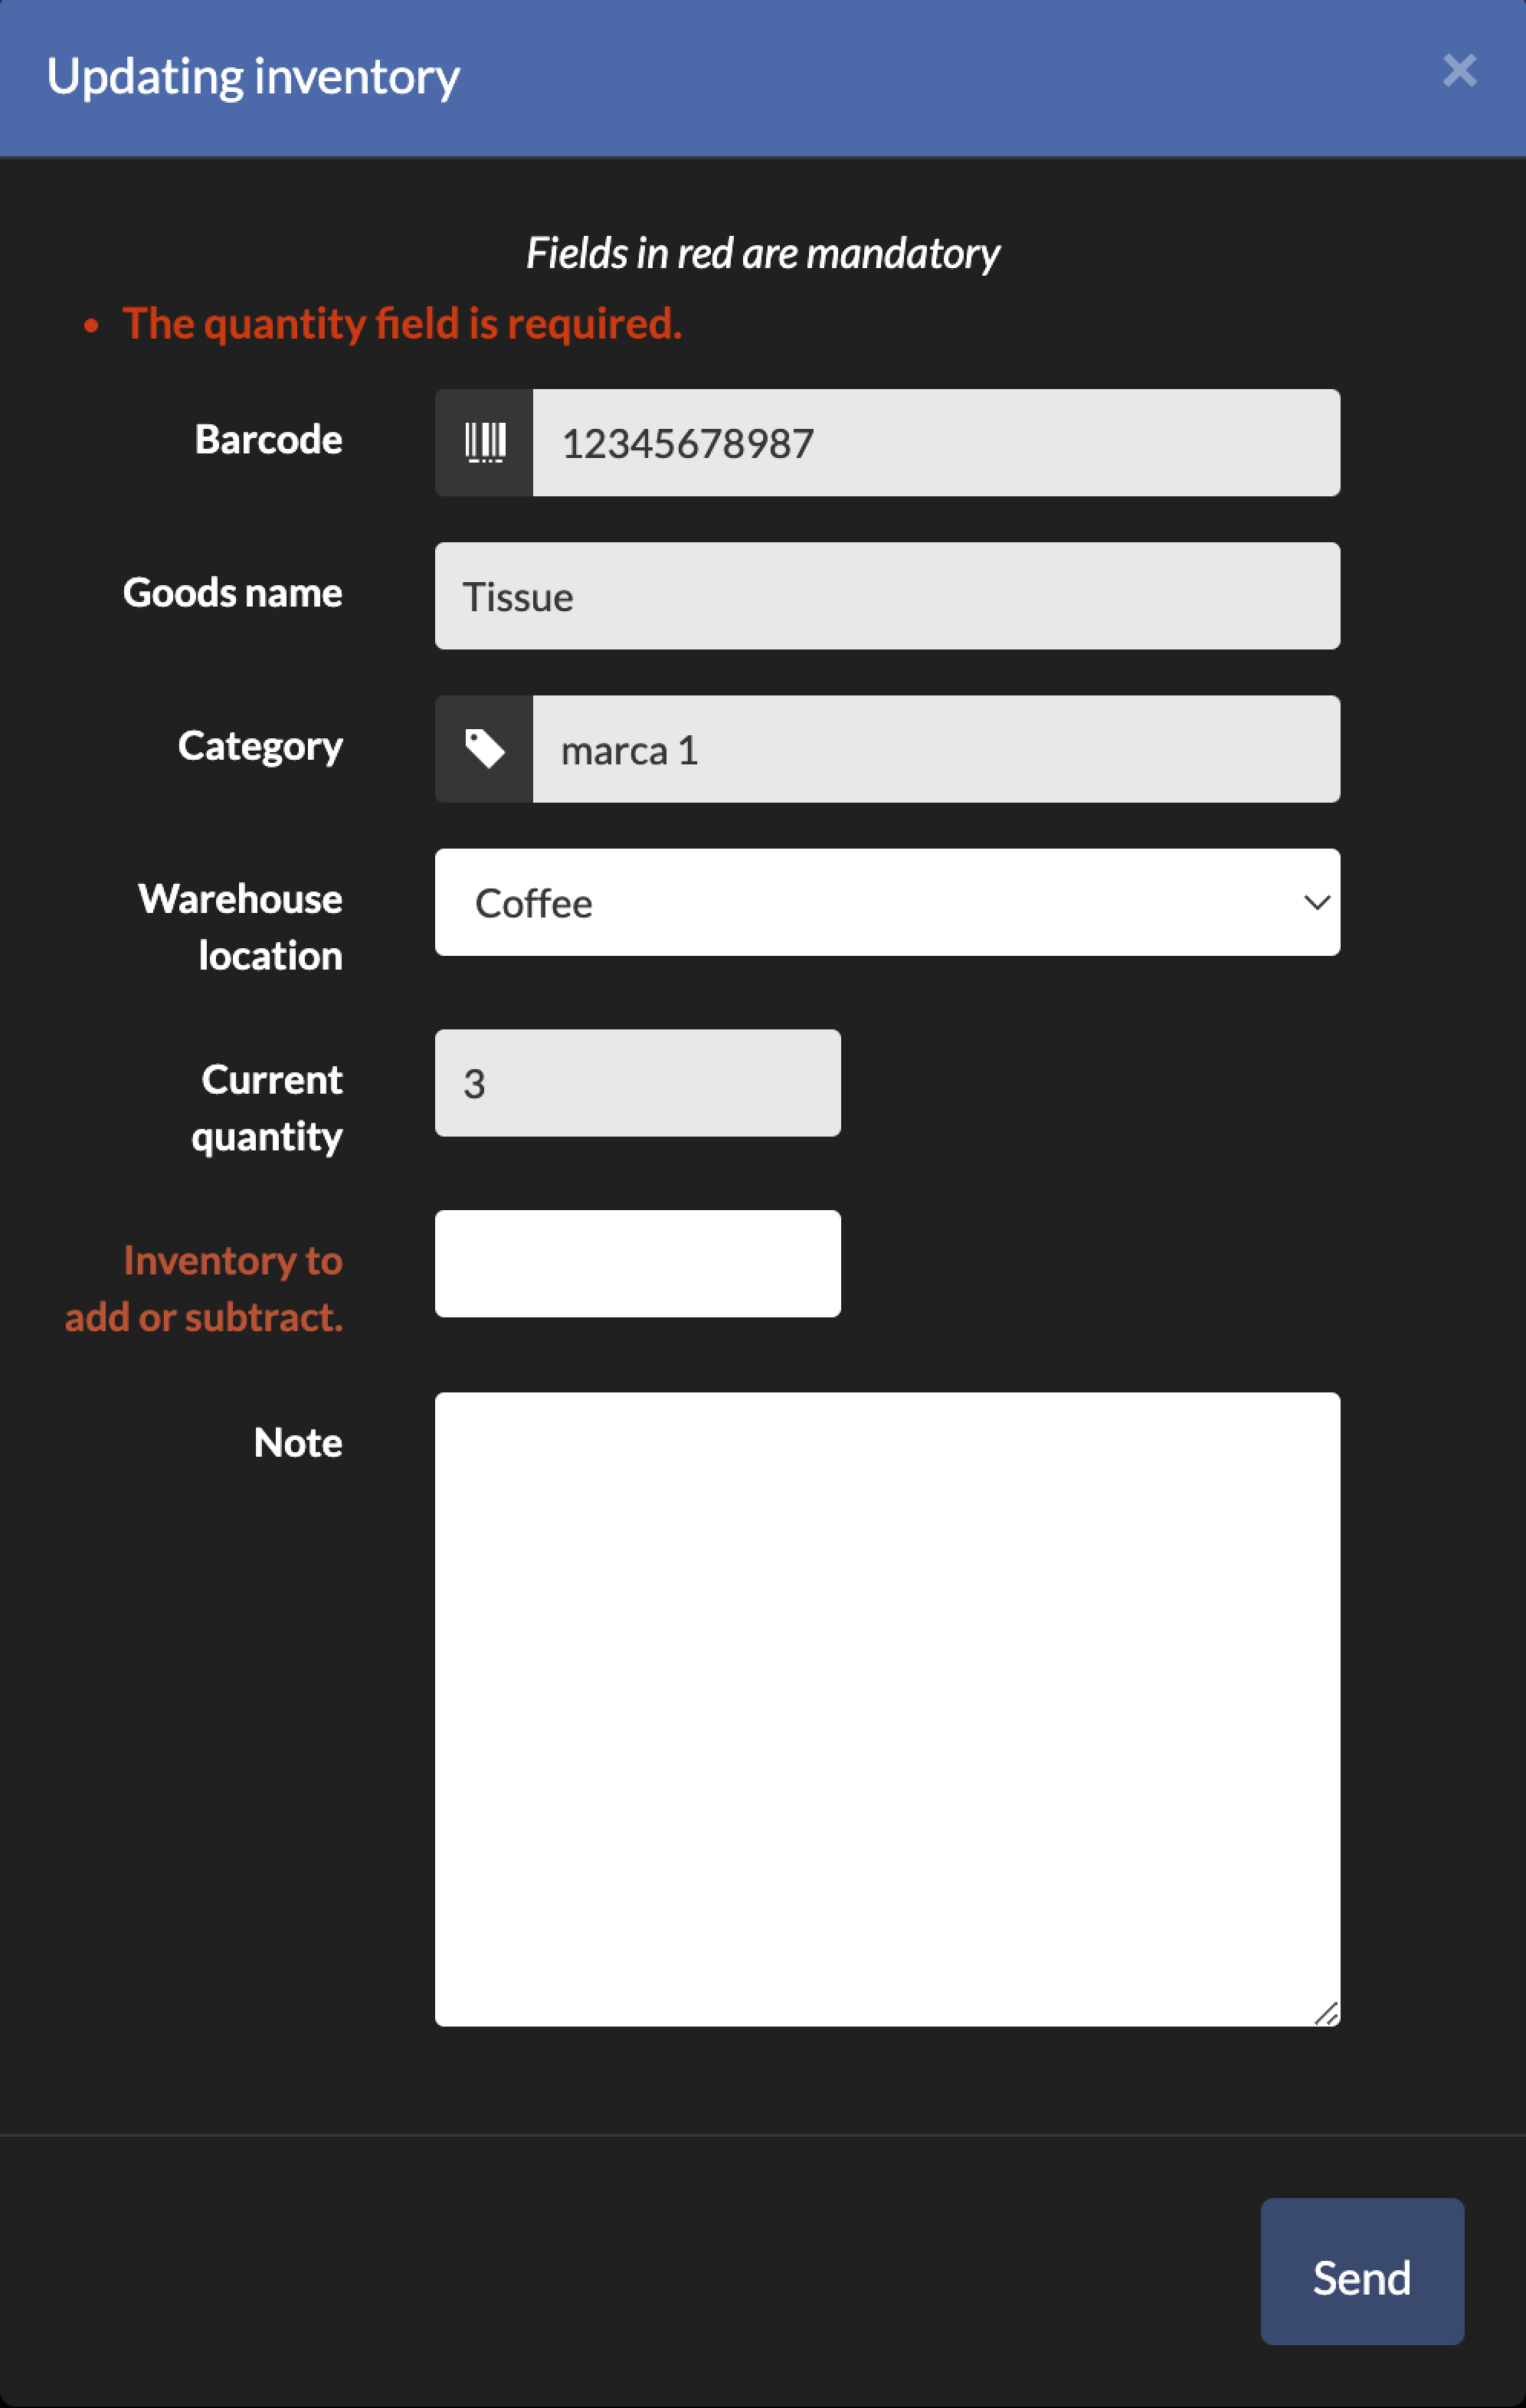 Updating inventory
Fields in red are mandatory
The quantity field is required.
Barcode
12345678987
Goods name
Tissue
Category
marca 1
Warehouse
location
Coffee
Current
quantity
3
Inventory to
add or subtract.
Note
Send